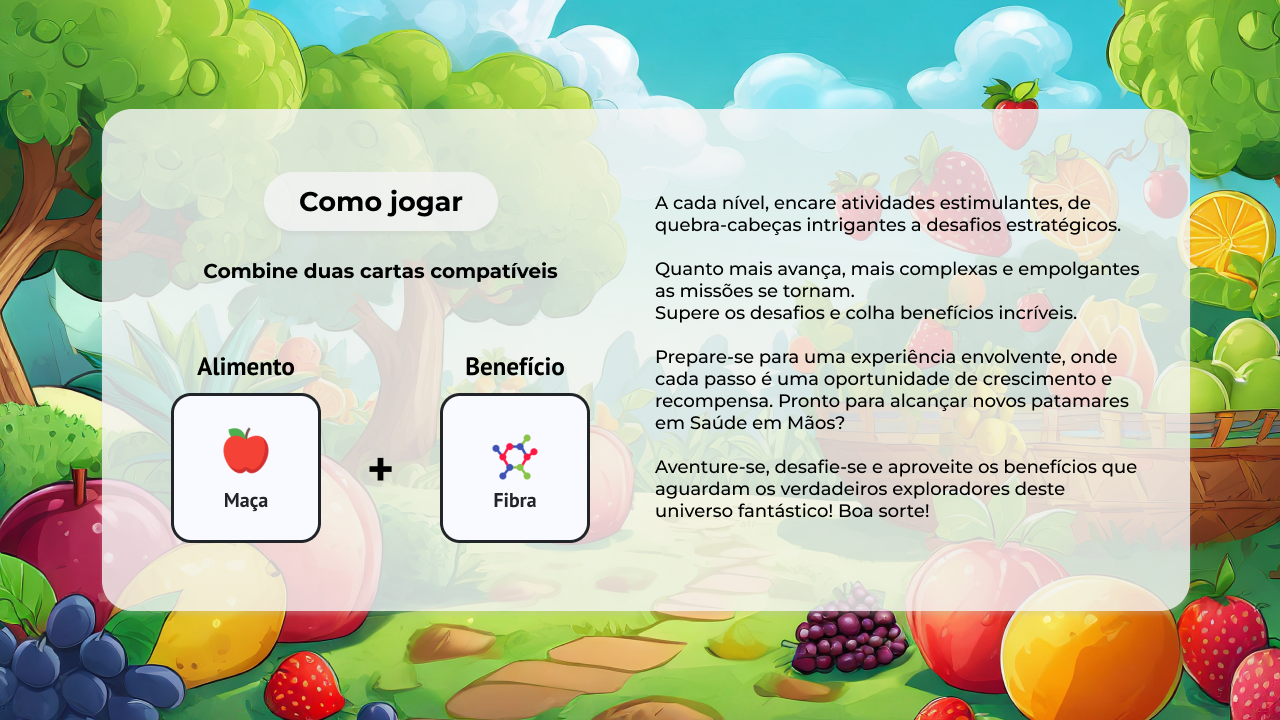 Como jogar
Combine duas cartas compatíveis
Alimento
Benefício
Maça
+
Fibra
A cada nível, encare atividades estimulantes, de
quebra-cabeças intrigantes a desafios estratégicos.
Quanto mais avança, mais complexas e empolgantes
as missões se tornam.
Supere os desafios e colha benefícios incríveis.
Prepare-se para uma experiência envolvente, onde
cada passo é uma oportunidade de crescimento e
recompensa. Pronto para alcançar novos patamares
em Saúde em Mãos?
Aventure-se, desafie-se e aproveite os benefícios que
aguardam os verdadeiros exploradores deste
universo fantástico! Boa sorte!